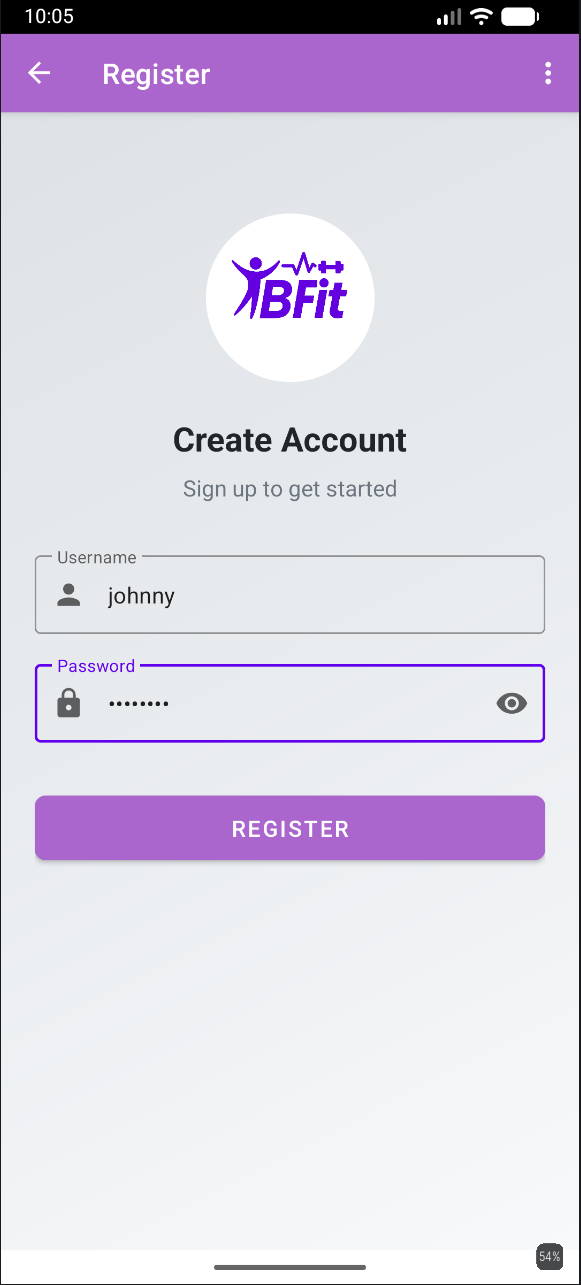 10:05
Register
BFit
Create Account
Sign up to get started
Username
johnny
Password
••••••••
REGISTER
54%